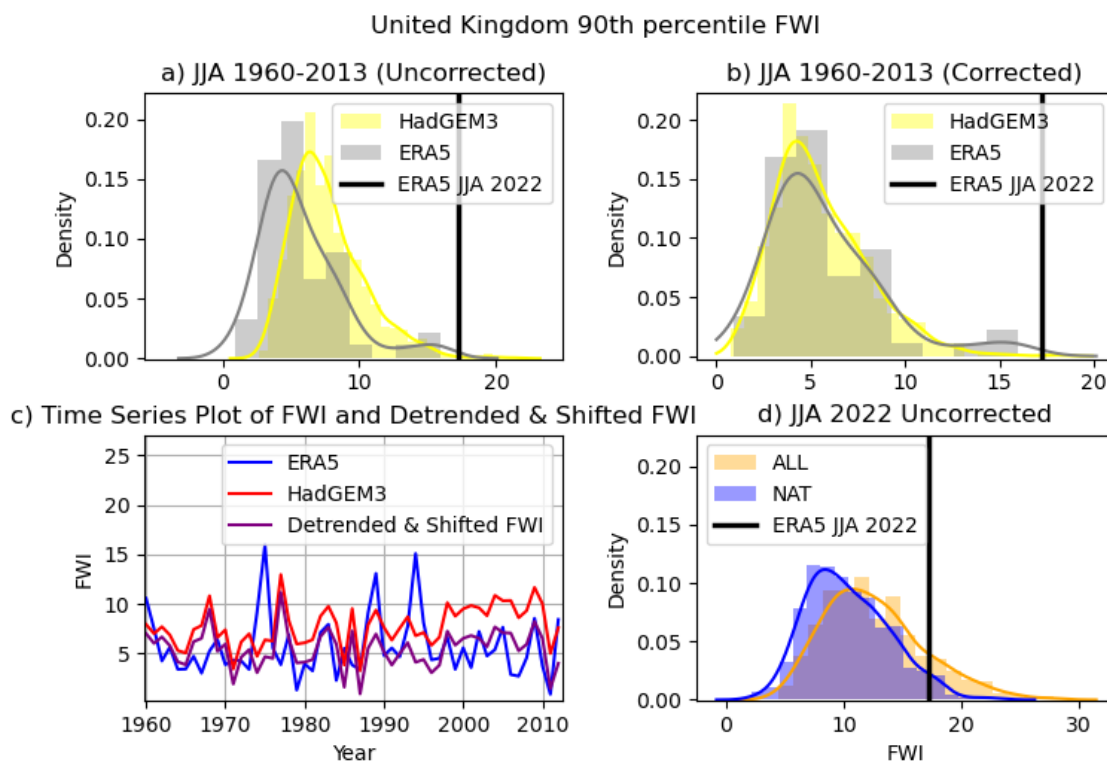 United Kingdom 90th percentile FWI
a) JJA 1960-2013 (Uncorrected)
Density
0.20
0.15
0.10
0.05
0.00
0
10
20
HadGEM3
ERA5
ERA5 JJA 2022
b) JJA 1960-2013 (Corrected)
Density
0.20
0.15
0.10
0.05
0.00
0
5
10
15
20
HadGEM3
ERA5
ERA5 JJA 2022
c) Time Series Plot of FWI and Detrended & Shifted FWI
FWI
25
20
15
10
5
1960
1970
1980
1990
2000
2010
Year
ERA5
HadGEM3
Detrended & Shifted FWI
d) JJA 2022 Uncorrected
Density
0.20
0.15
0.10
0.05
0.00
0
10
20
30
FWI
ALL
NAT
ERA5 JJA 2022